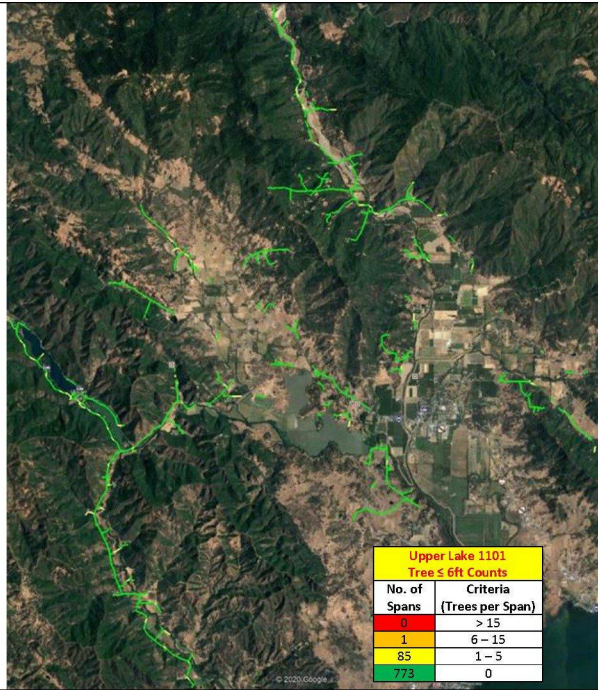 Upper Lake 1101
Tree ≤ 6ft Counts
No. of Spans Criteria (Trees per Span)
0 > 15
1 6 – 15
85 1 – 5
773 0
© 2020 Google